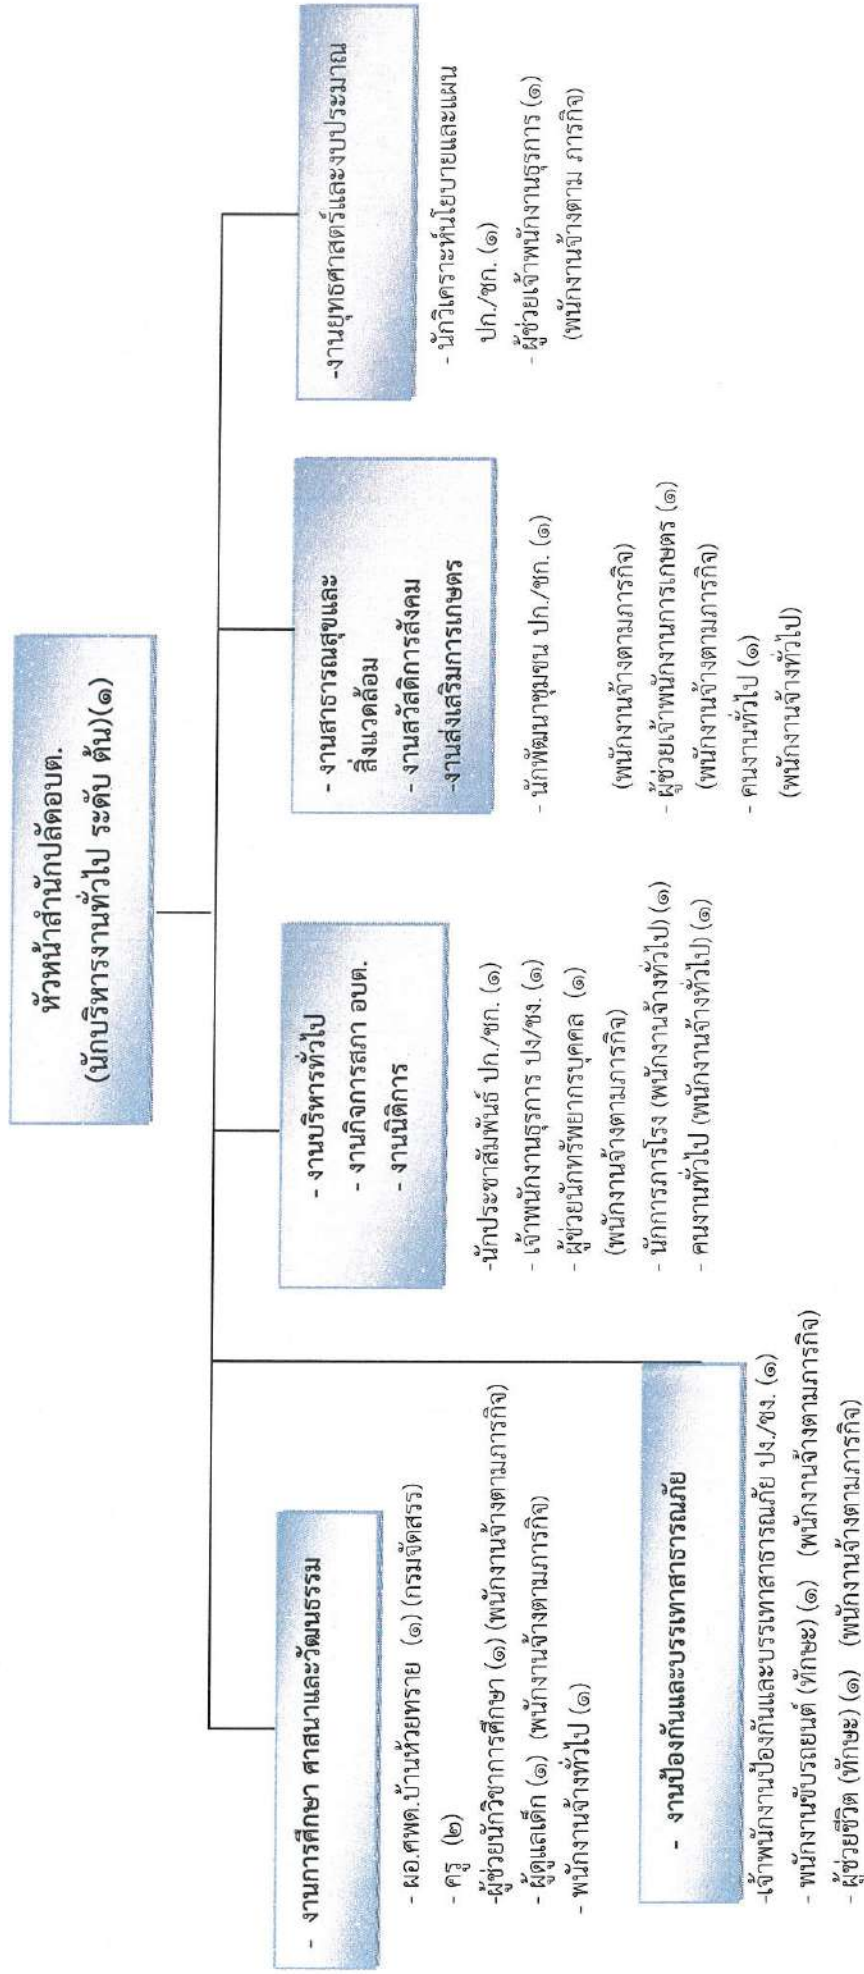 หัวหน้าสำนักปลัดอบต.
(นักบริหารงานทั่วไป ระดับ ต้น)(๑)
- งานการศึกษา ศาสนาและวัฒนธรรม
- ผอ.ศพด.บ้านห้วยทราย (๑) (กรมจัดสรร)
- ครู (๒)
-ผู้ช่วยนักวิชาการศึกษา (๑) (พนักงานจ้างตามภารกิจ)
- ผู้ดูแลเด็ก (๑) (พนักงานจ้างตามภารกิจ)
- พนักงานจ้างทั่วไป (๑)
- งานป้องกันและบรรเทาสาธารณภัย
-เจ้าพนักงานป้องกันและบรรเทาสาธารณภัย ปง./ชง. (๑)
- พนักงานขับรถยนต์ (ทักษะ) (๑) (พนักงานจ้างตามภารกิจ)
- ผู้ช่วยชีวิต (ทักษะ) (๑) (พนักงานจ้างตามภารกิจ)
- งานบริหารทั่วไป
- งานกิจการสภา อบต.
- งานนิติการ
-นักประชาสัมพันธ์ ปก./ชก. (๑)
- เจ้าพนักงานธุรการ ปง/ชง. (๑)
- ผู้ช่วยนักทรัพยากรบุคคล (๑)
(พนักงานจ้างตามภารกิจ)
- นักการภารโรง (พนักงานจ้างทั่วไป) (๑)
- คนงานทั่วไป (พนักงานจ้างทั่วไป) (๑)
- งานสาธารณสุขและ
สิ่งแวดล้อม
- งานสวัสดิการสังคม
-งานส่งเสริมการเกษตร
- นักพัฒนาชุมชน ปก./ชก. (๑)
(พนักงานจ้างตามภารกิจ)
- ผู้ช่วยเจ้าพนักงานการเกษตร (๑)
(พนักงานจ้างตามภารกิจ)
- คนงานทั่วไป (๑)
(พนักงานจ้างทั่วไป)
-งานยุทธศาสตร์และงบประมาณ
- นักวิเคราะห์นโยบายและแผน
ปก./ชก. (๑)
- ผู้ช่วยเจ้าพนักงานธุรการ (๑)
(พนักงานจ้างตาม ภารกิจ)